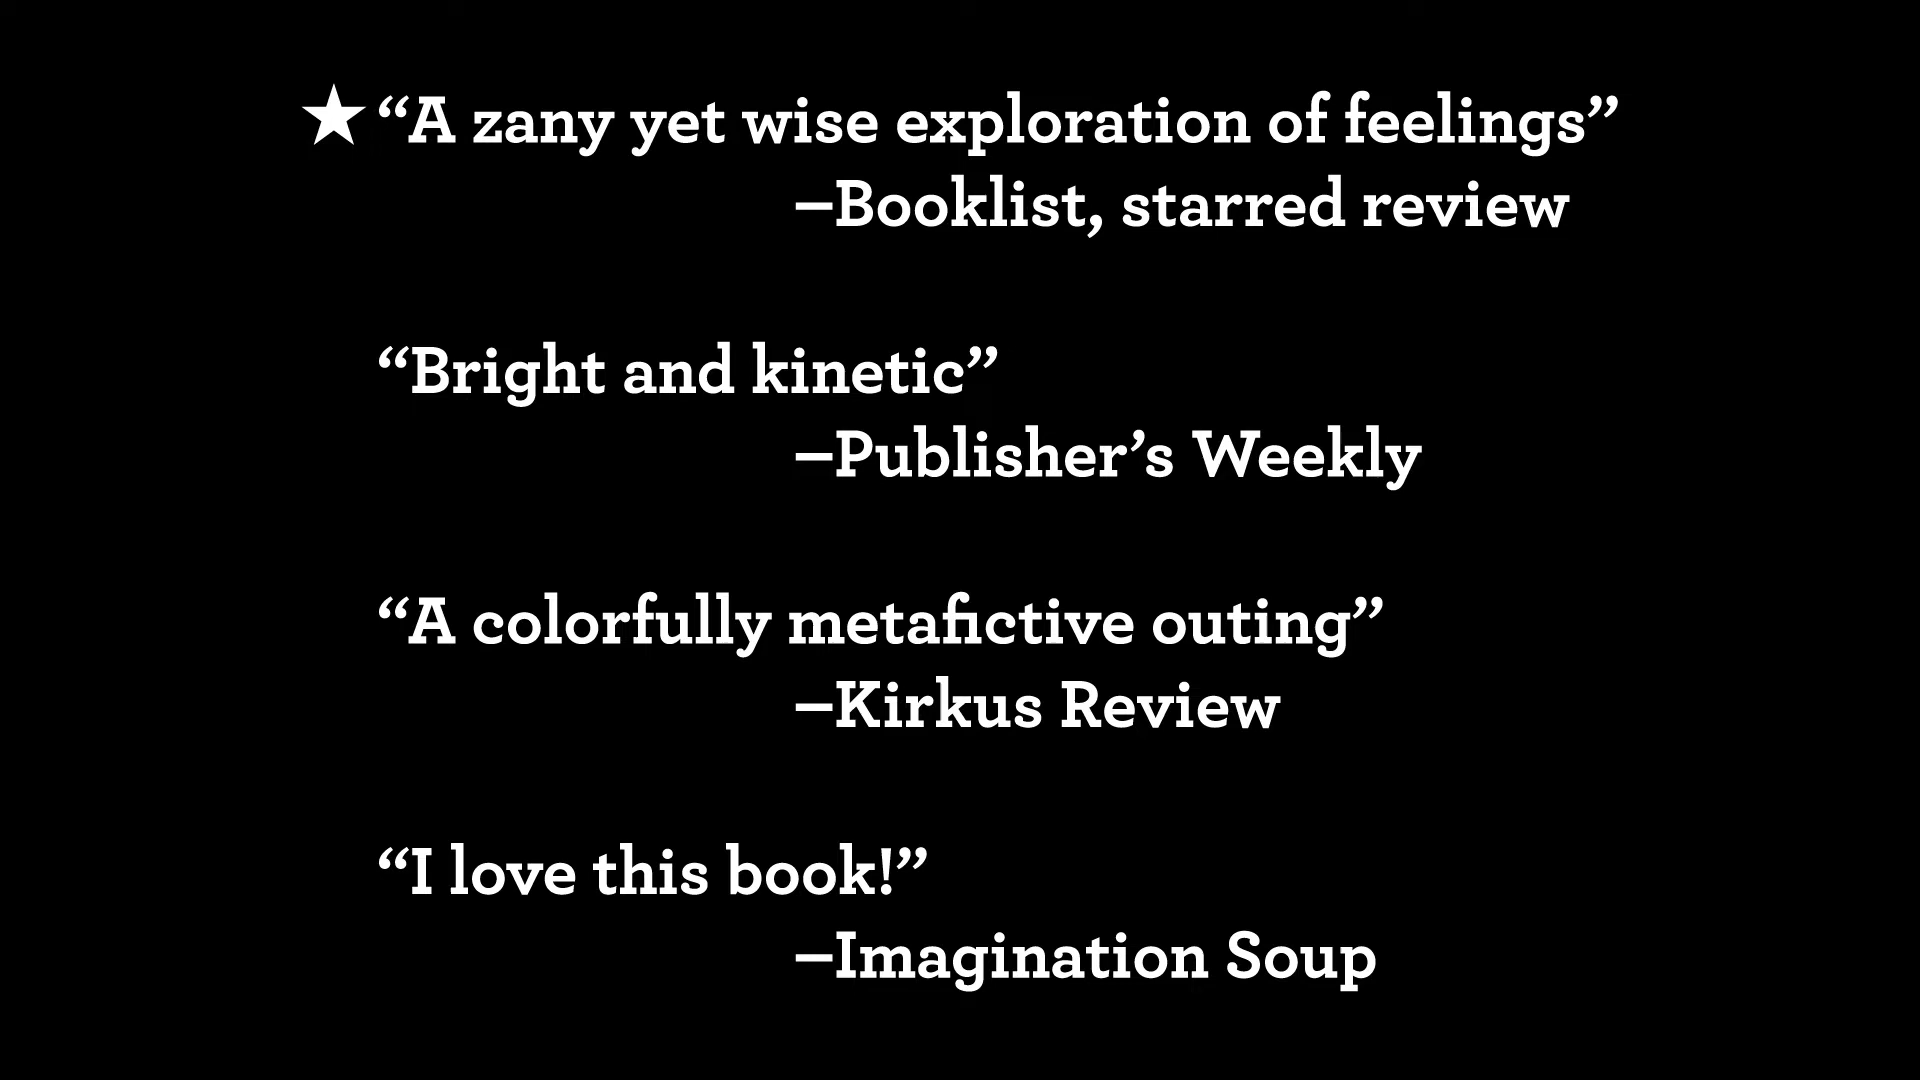 ★“A zany yet wise exploration of feelings”
–Booklist, starred review
“Bright and kinetic”
–Publisher’s Weekly
“A colorfully metafictive outing”
–Kirkus Review
“I love this book!”
–Imagination Soup